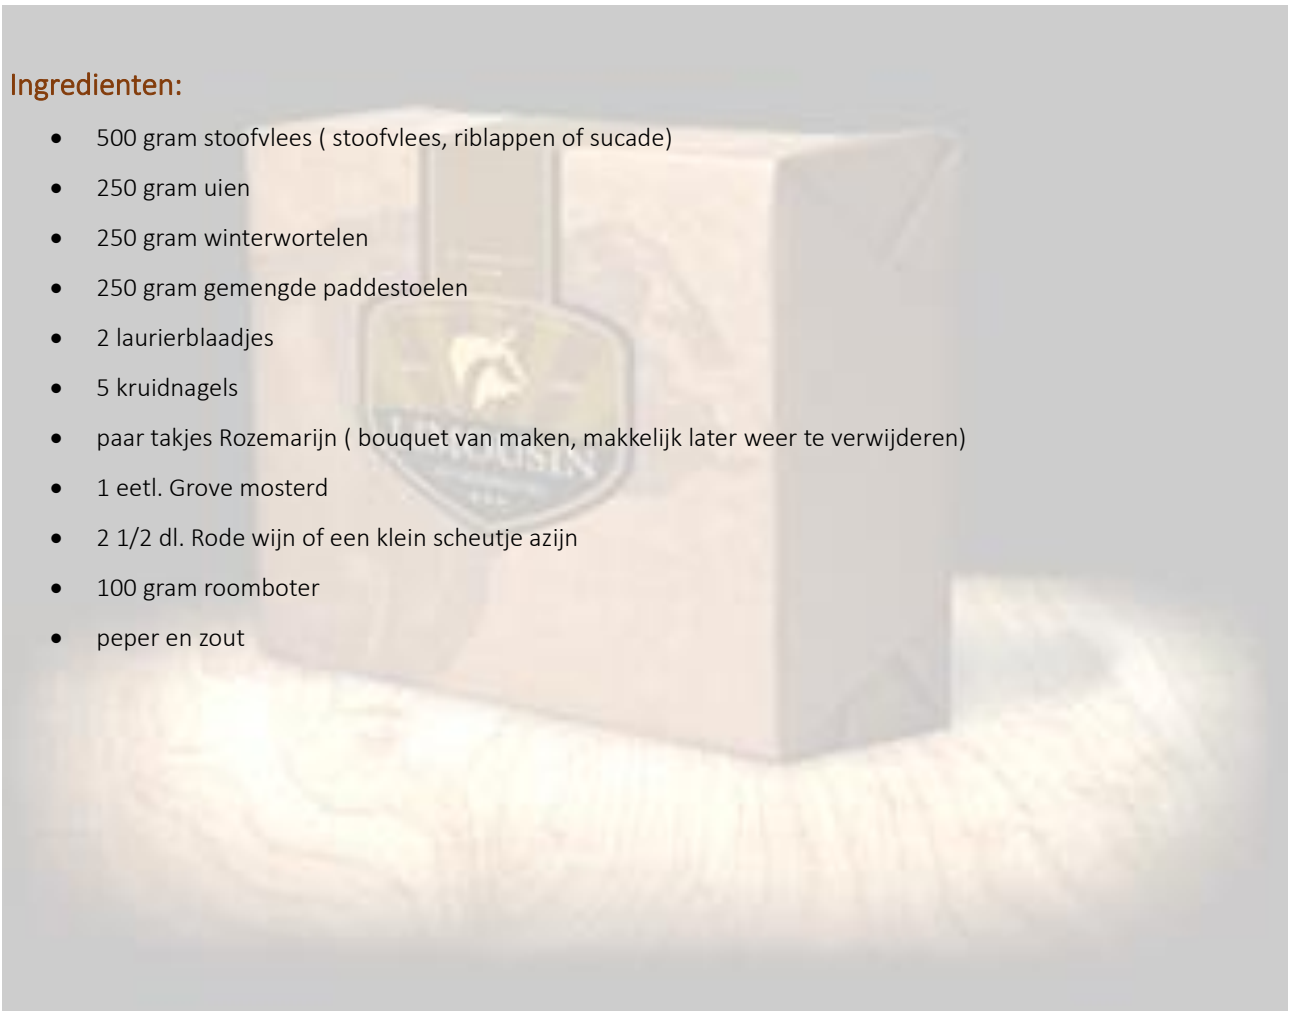 Ingredienten:
• 500 gram stoofvlees ( stoofvlees, riblappen of sucade)
• 250 gram uien
• 250 gram winterwortelen
• 250 gram gemengde paddestoelen
• 2 laurierblaadjes
• 5 kruidnagels
• paar takjes Rozemarijn ( bouquet van maken, makkelijk later weer te verwijderen)
• 1 eetl. Grove mosterd
• 2 1/2 dl. Rode wijn of een klein scheutje azijn
• 100 gram roomboter
• peper en zout
LIMOUSIN